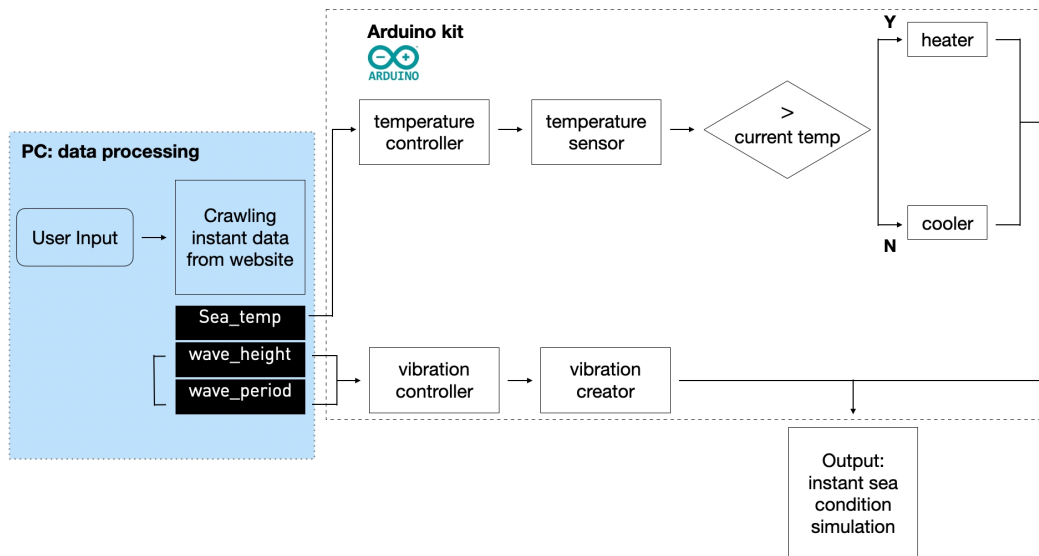 Arduino kit
ARDUINO
Y
heater
temperature
controller
temperature
sensor
>
current temp
PC: data processing
User Input
Crawling
instant data
from website
cooler
N
Sea_temp
wave_height
wave_period
vibration
controller
vibration
creator
Output:
instant sea
condition
simulation